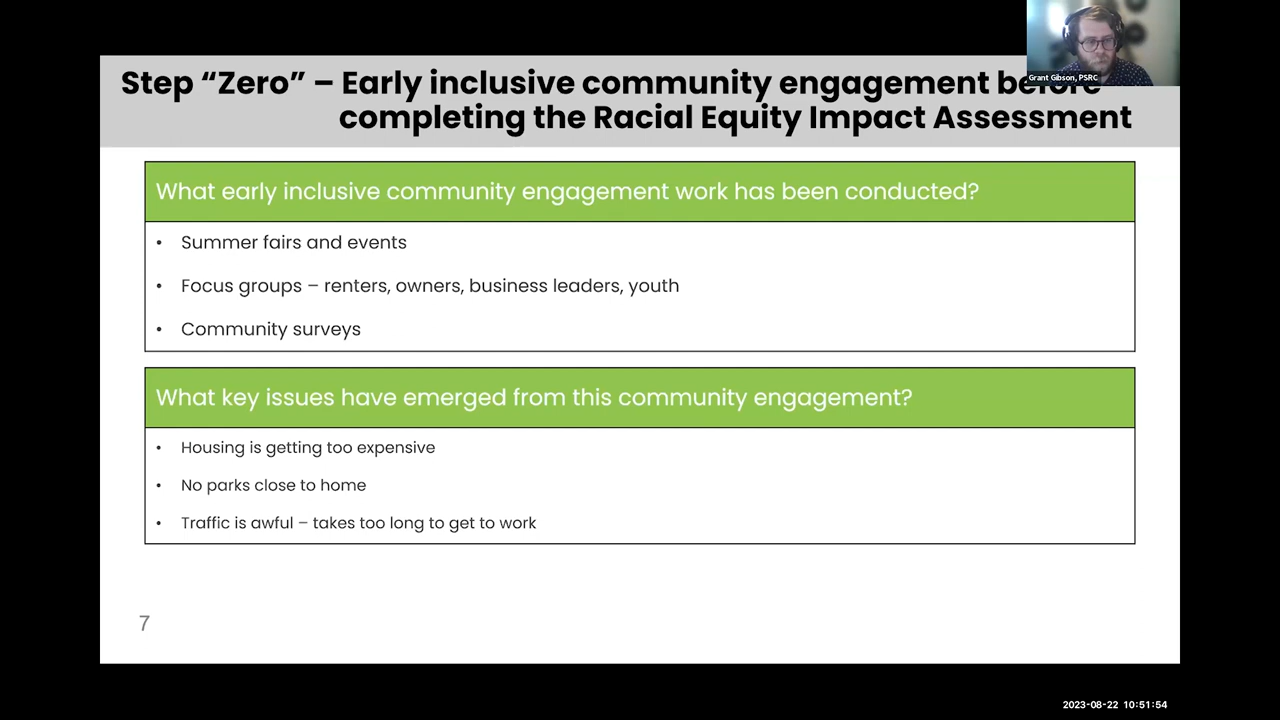 Step “Zero” – Early inclusive community engagement before
completing the Racial Equity Impact Assessment
Grant Gibson, PSRC
What early inclusive community engagement work has been conducted?
• Summer fairs and events
• Focus groups – renters, owners, business leaders, youth
• Community surveys
What key issues have emerged from this community engagement?
• Housing is getting too expensive
• No parks close to home
• Traffic is awful – takes too long to get to work
7
2023-08-22 10:51:54